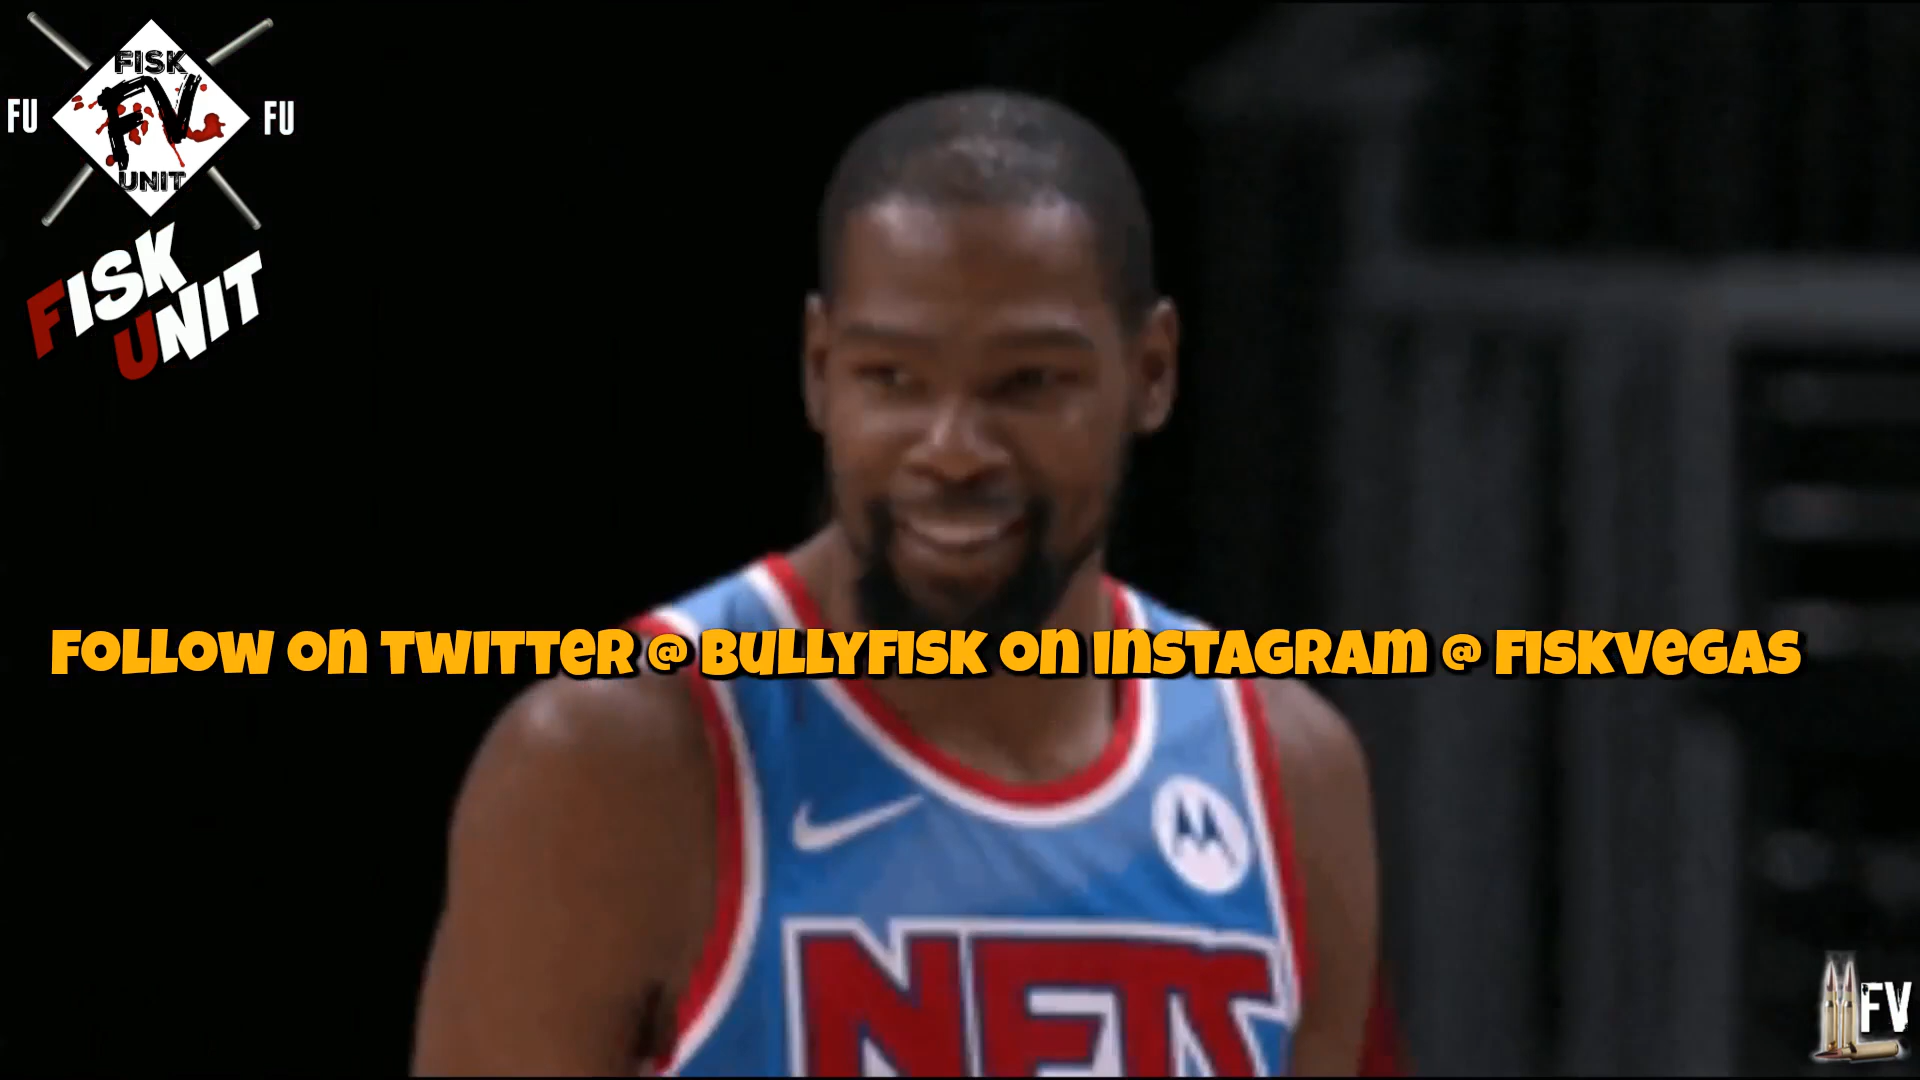 FISK
FV
UNIT
FU
FU
FISK
UNIT
FOLLOW ON TWITTER @ BULLYFISK ON INSTAGRAM @ FISKVEGAS
NETS
FV